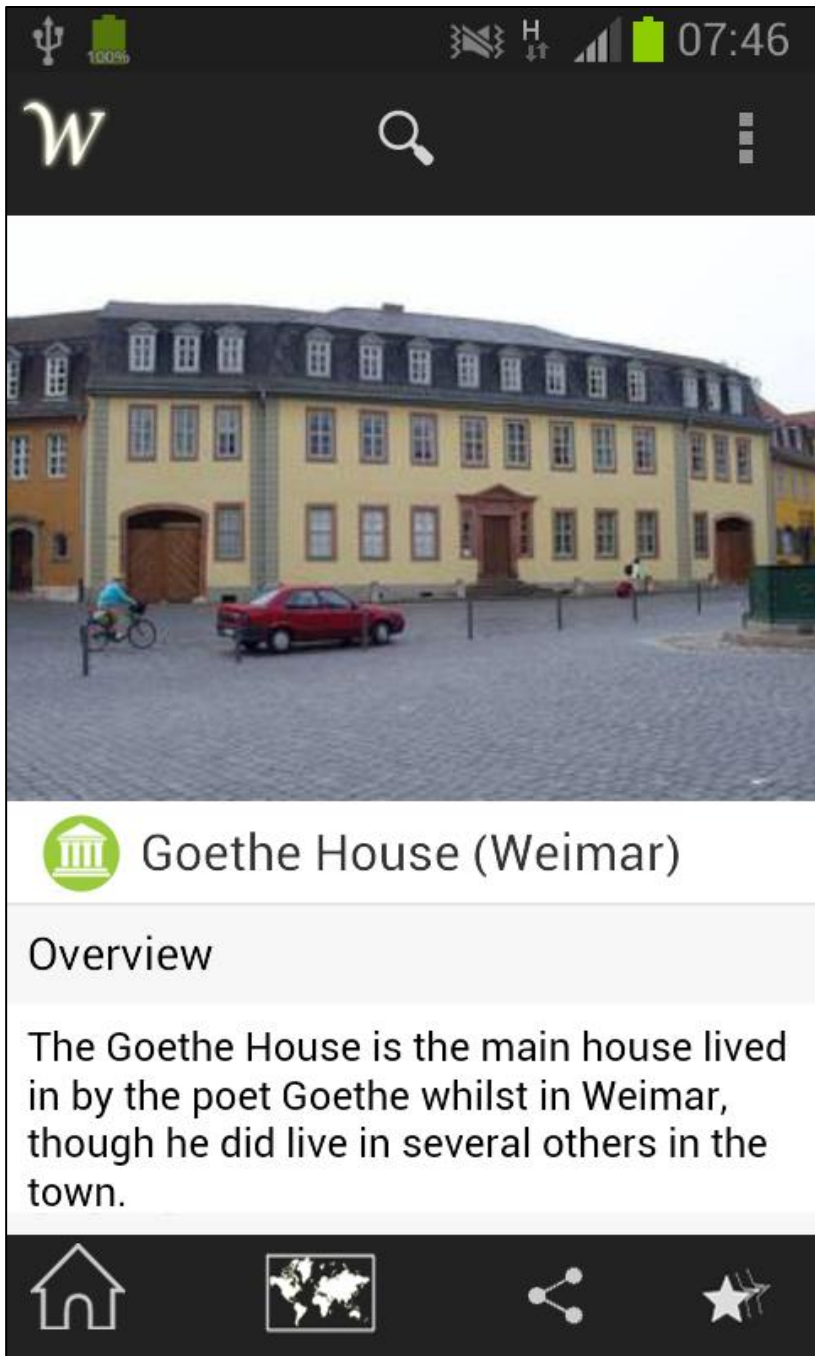 100%
H
07:46
W
Goethe House (Weimar)
Overview
The Goethe House is the main house lived
in by the poet Goethe whilst in Weimar,
though he did live in several others in the
town.